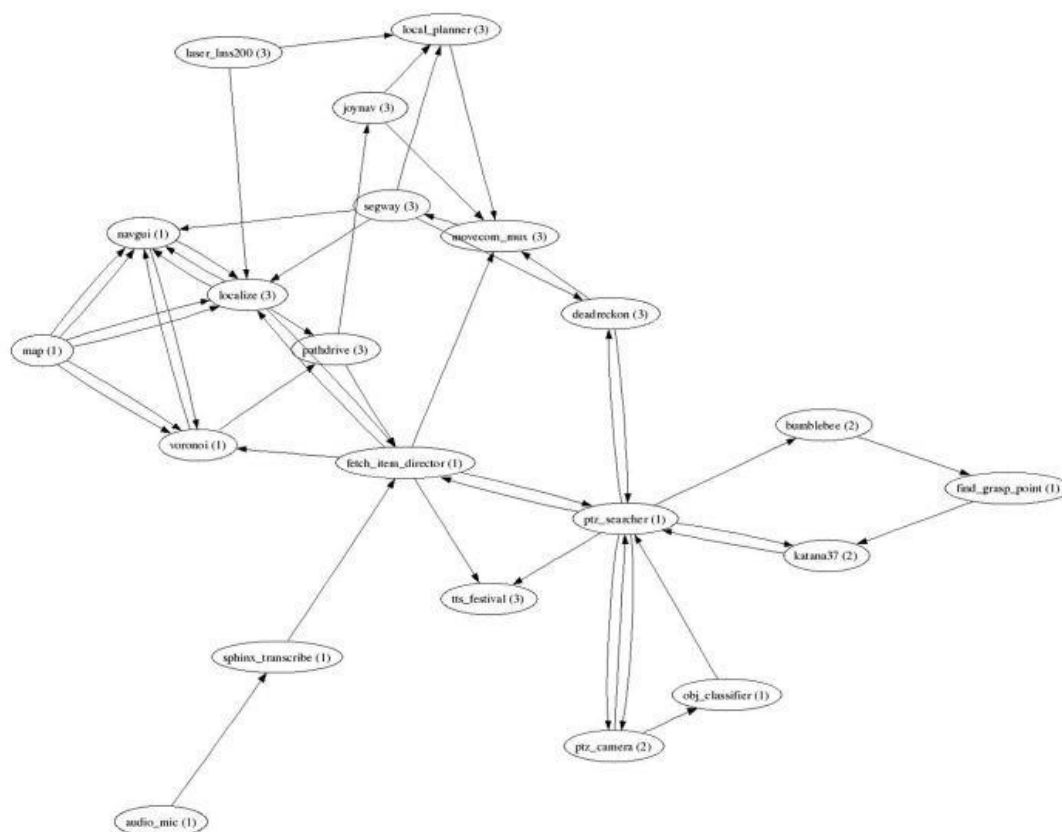 local_planner (3)
laser_lms200 (3)
joynav (3)
segway (3)
navgui (1)
movecom_mux (3)
localize (3)
deadreckon (3)
map (1)
pathdrive (3)
bumblebee (2)
voronoi (1)
fetch_item_director (1)
find_grasp_point (1)
ptz_searcher (1)
katana37 (2)
tts_festival (3)
sphinx_transcribe (1)
obj_classifier (1)
ptz_camera (2)
audio_mic (1)